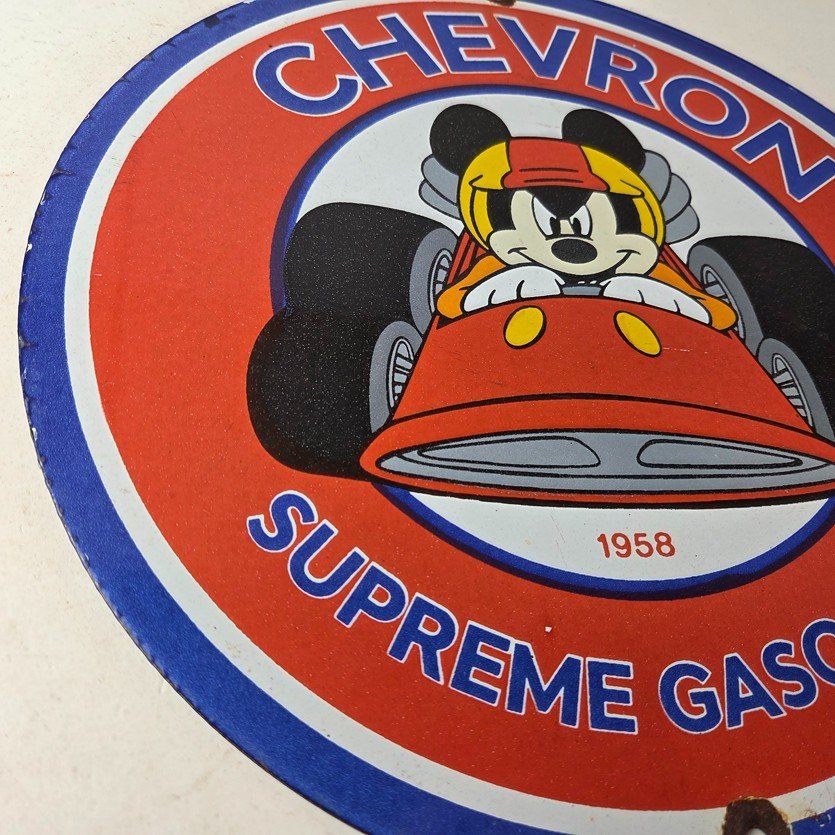 CHEVRON
1958
SUPREME GASO